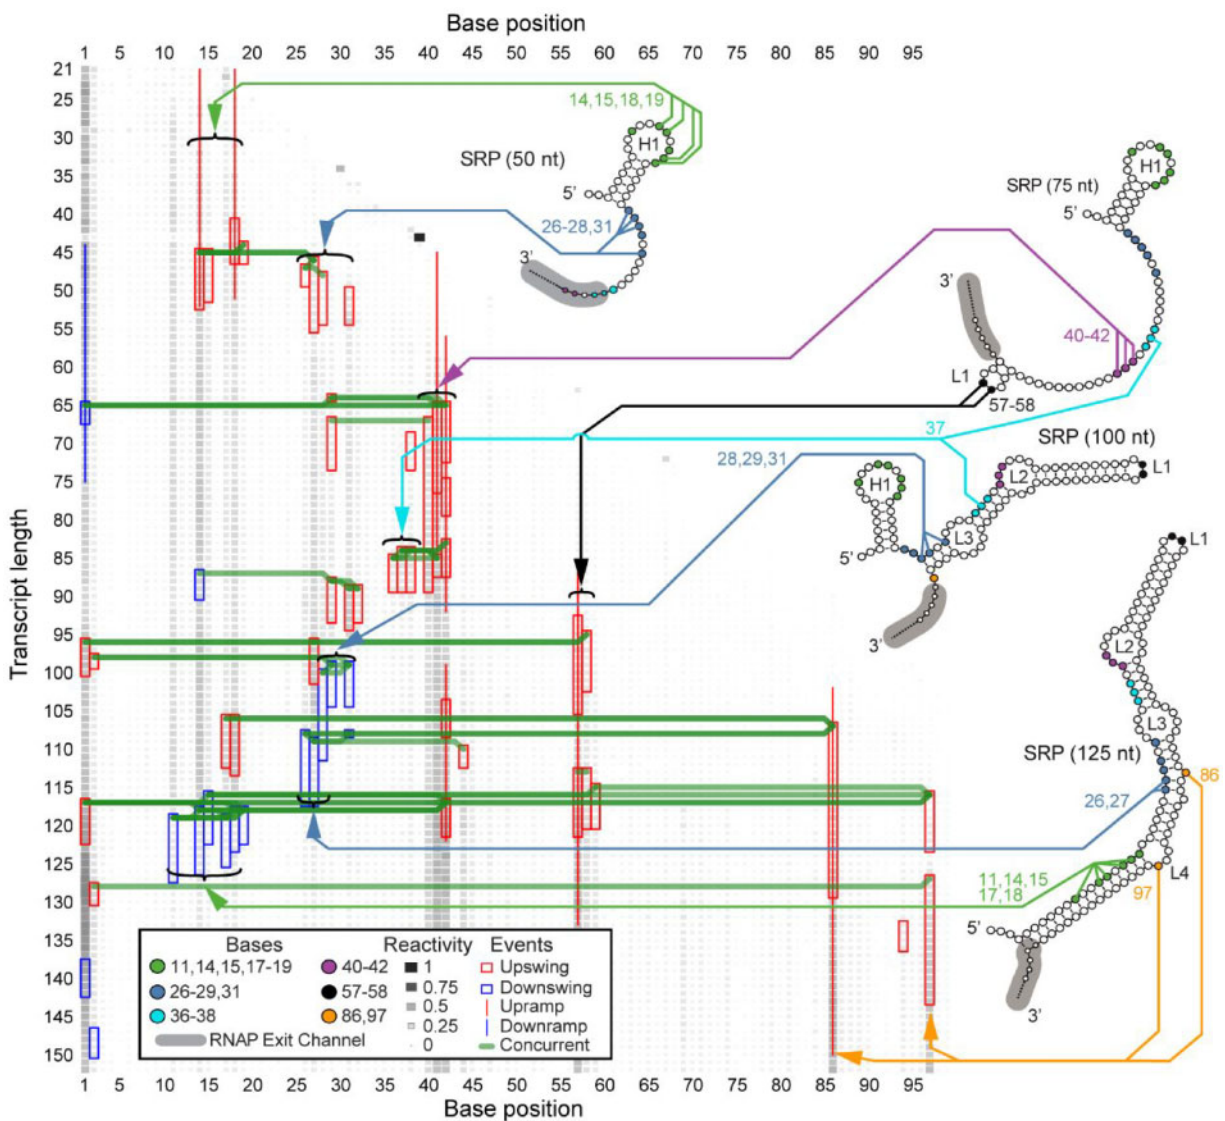 Base position
1 5 10 15 20 25 30 35 40 45 50 55 60 65 70 75 80 85 90 95
21
25
30
35
40
45
50
55
60
65
70
75
80
85
90
95
100
105
110
115
120
125
130
135
140
145
150
Transcript length
14,15,18,19
H1
SRP (50 nt)
5'
26-28,31
3'
H1
SRP (75 nt)
5'
3'
40-42
L1
57-58
37
SRP (100 nt)
28,29,31
L2
L1
H1
L3
5'
3'
L1
L2
L3
SRP (125 nt)
86
26,27
11,14,15
17,18
L4
97
5'
3'
Bases
11,14,15,17-19
26-29,31
36-38
40-42
57-58
86,97
RNAP Exit Channel
Reactivity
1
0.75
0.5
0.25
0
Events
Upswing
Downswing
Upramp
Downramp
Concurrent
1 5 10 15 20 25 30 35 40 45 50 55 60 65 70 75 80 85 90 95
Base position